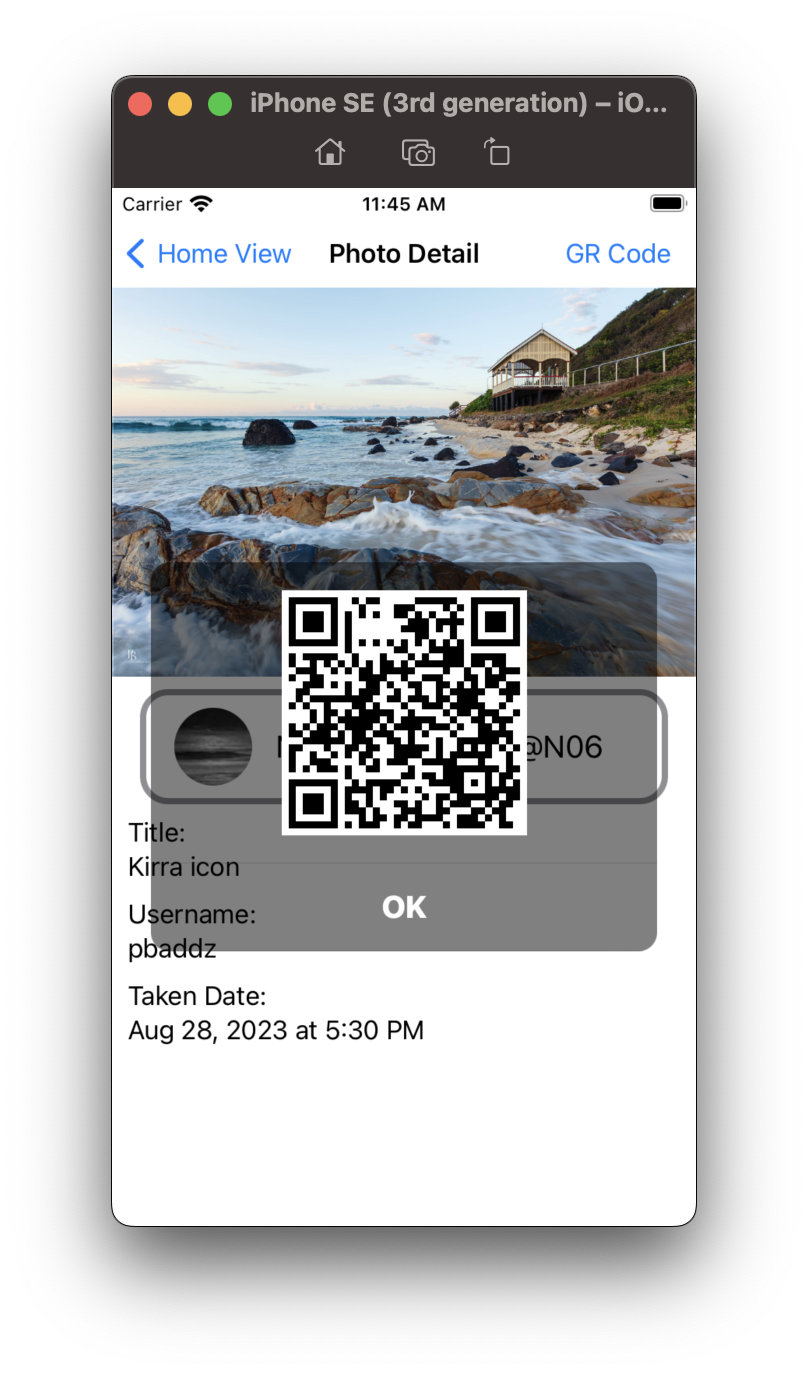 iPhone SE (3rd generation) – iO...
Carrier 11:45 AM
Home View Photo Detail GR Code
@N06
Title:
Kirra icon
OK
Username:
pbaddz
Taken Date:
Aug 28, 2023 at 5:30 PM